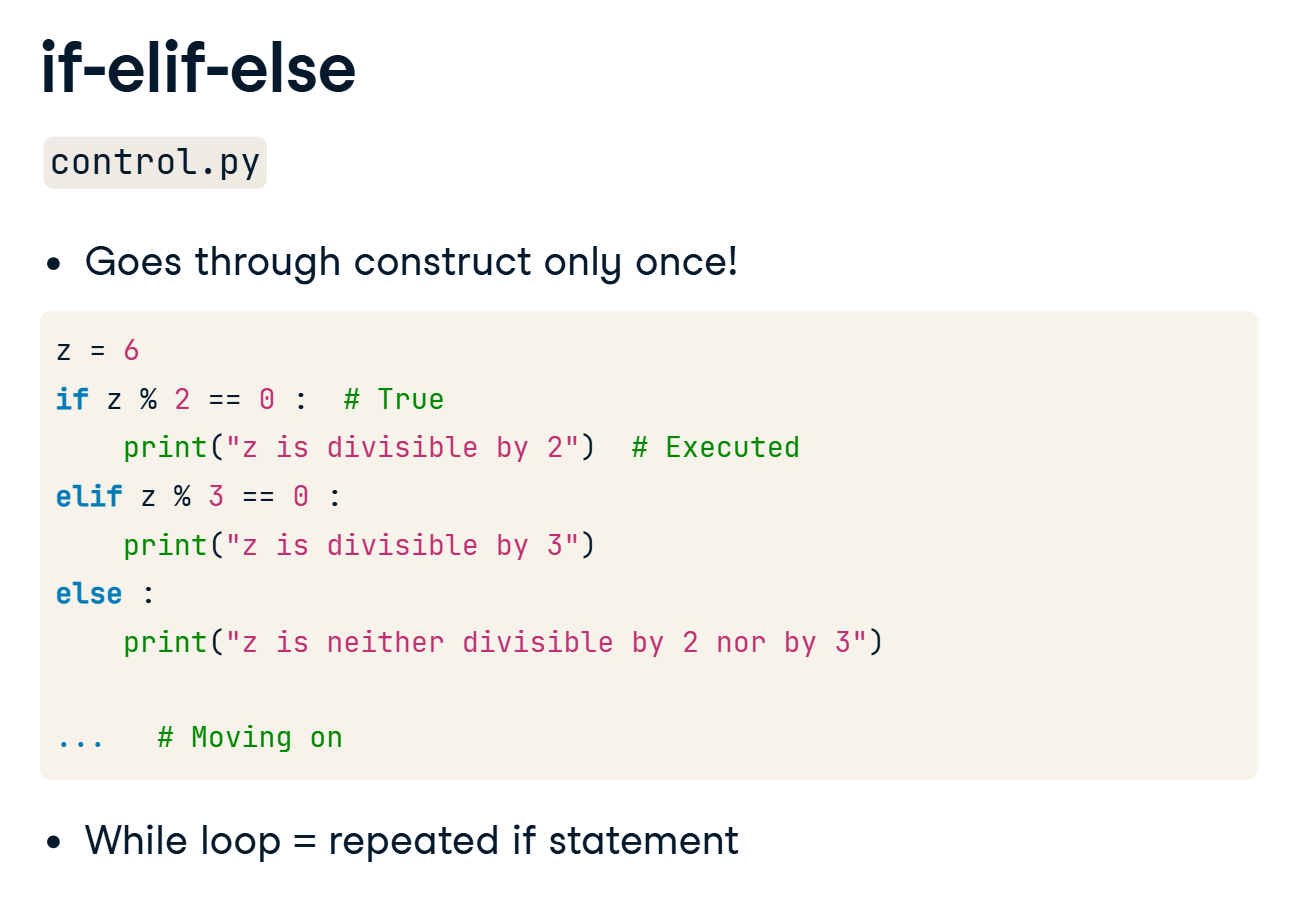 if-elif-else
control.py
• Goes through construct only once!
z = 6
if z % 2 == 0 :  # True
    print("z is divisible by 2")  # Executed
elif z % 3 == 0 :
    print("z is divisible by 3")
else :
    print("z is neither divisible by 2 nor by 3")
...   # Moving on
• While loop = repeated if statement